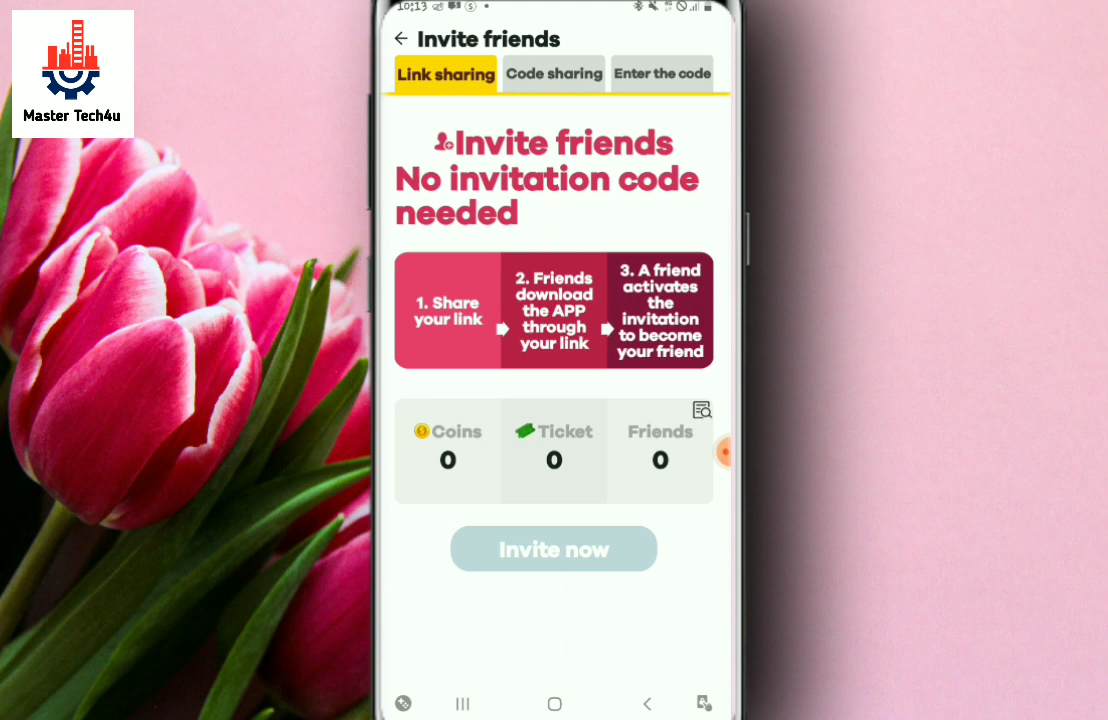 Master Tech4u
10:13
Invite friends
Link sharing
Code sharing
Enter the code
Invite friends
No invitation code
needed
1. Share
your link
2. Friends
download
the APP
through
your link
3. A friend
activates
the
invitation
to become
your friend
Coins
Ticket
Friends
0
0
0
Invite now